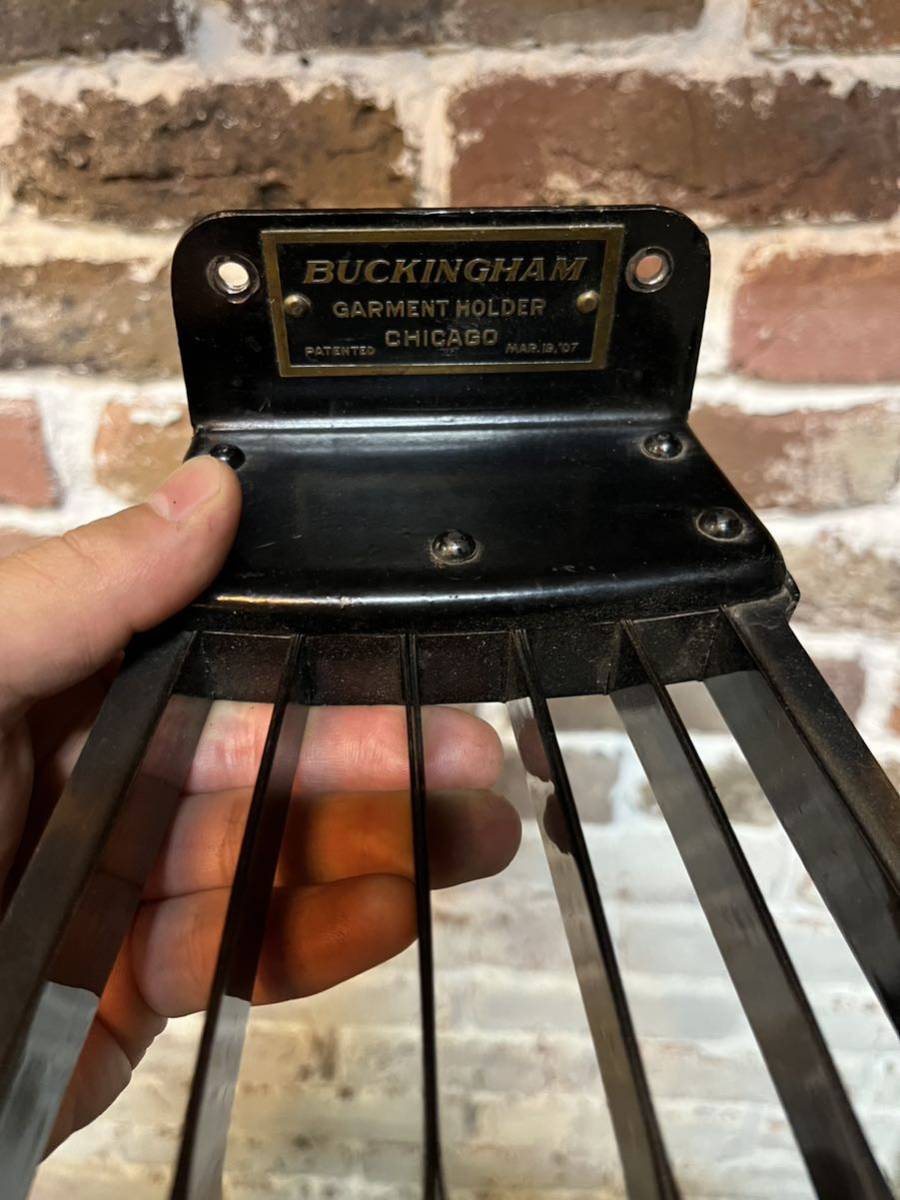 BUCKINGHAM
GARMENT HOLDER
CHICAGO
PATENTED MAR. 19, '07